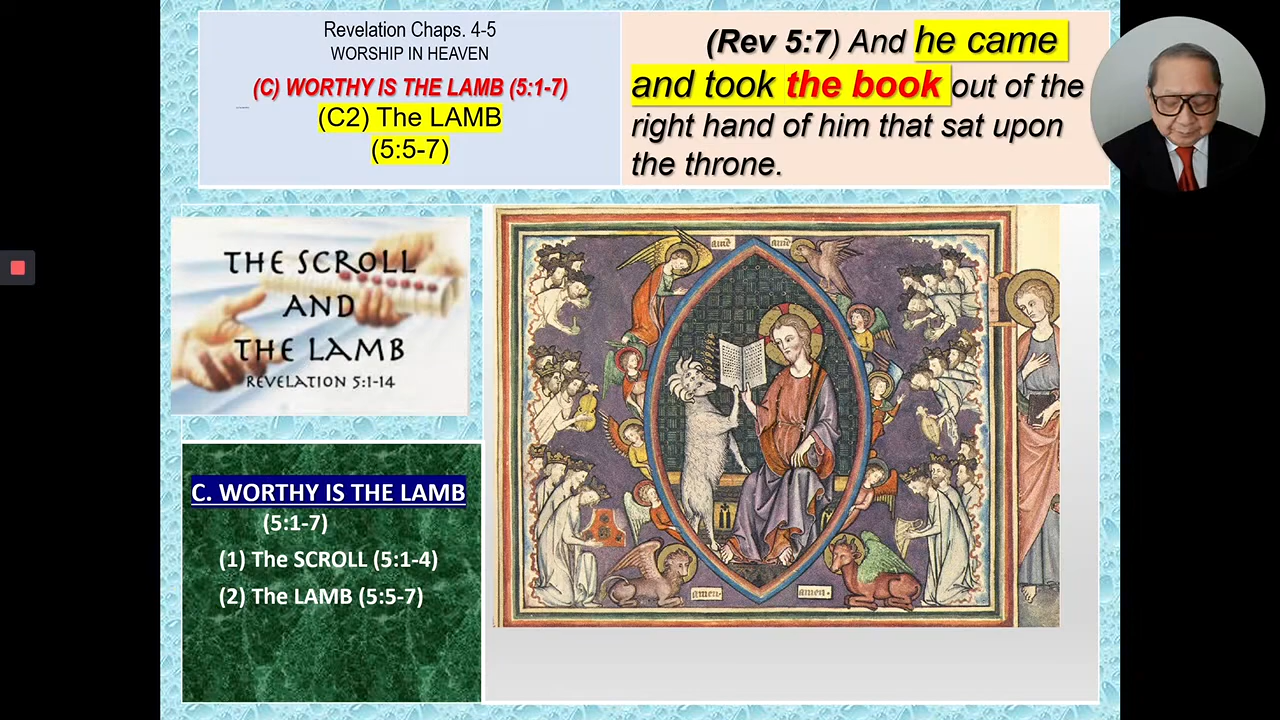 Revelation Chaps. 4-5
WORSHIP IN HEAVEN
(C) WORTHY IS THE LAMB (5:1-7)
(C2) The LAMB
(5:5-7)
(Rev 5:7) And he came
and took the book out of the
right hand of him that sat upon
the throne.
THE SCROLL
AND
THE LAMB
REVELATION 5:1-14
C. WORTHY IS THE LAMB
(5:1-7)
(1) The SCROLL (5:1-4)
(2) The LAMB (5:5-7)
amen
amen